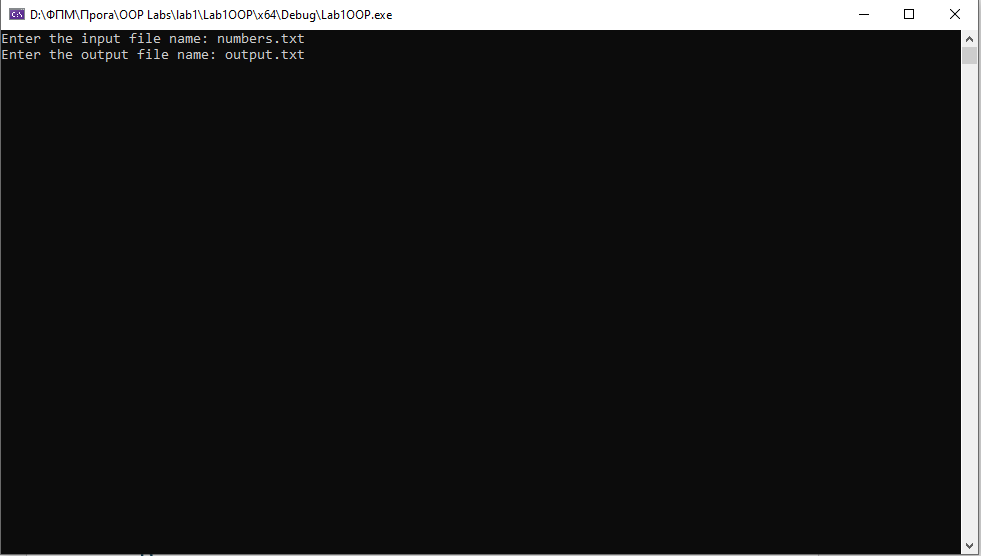 D:\ФПМ\Прога\OOP Labs\lab1\Lab1OOP\x64\Debug\Lab1OOP.exe
Enter the input file name: numbers.txt
Enter the output file name: output.txt